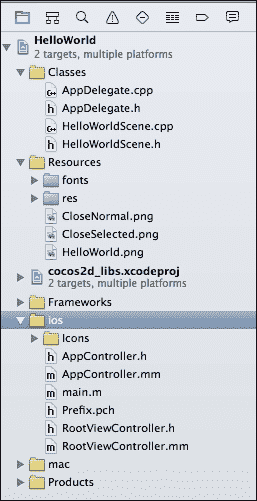 HelloWorld
2 targets, multiple platforms
Classes
AppDelegate.cpp
AppDelegate.h
HelloWorldScene.cpp
HelloWorldScene.h
Resources
fonts
res
CloseNormal.png
CloseSelected.png
HelloWorld.png
cocos2d_libs.xcodeproj
2 targets, multiple platforms
Frameworks
ios
Icons
AppController.h
AppController.mm
main.m
Prefix.pch
RootViewController.h
RootViewController.mm
mac
Products